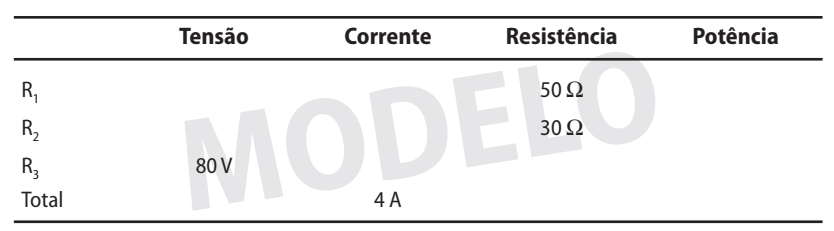 Tensão Corrente Resistência Potência
R1 50 Ω
R2 30 Ω
R3 80 V
Total 4 A
MODELO